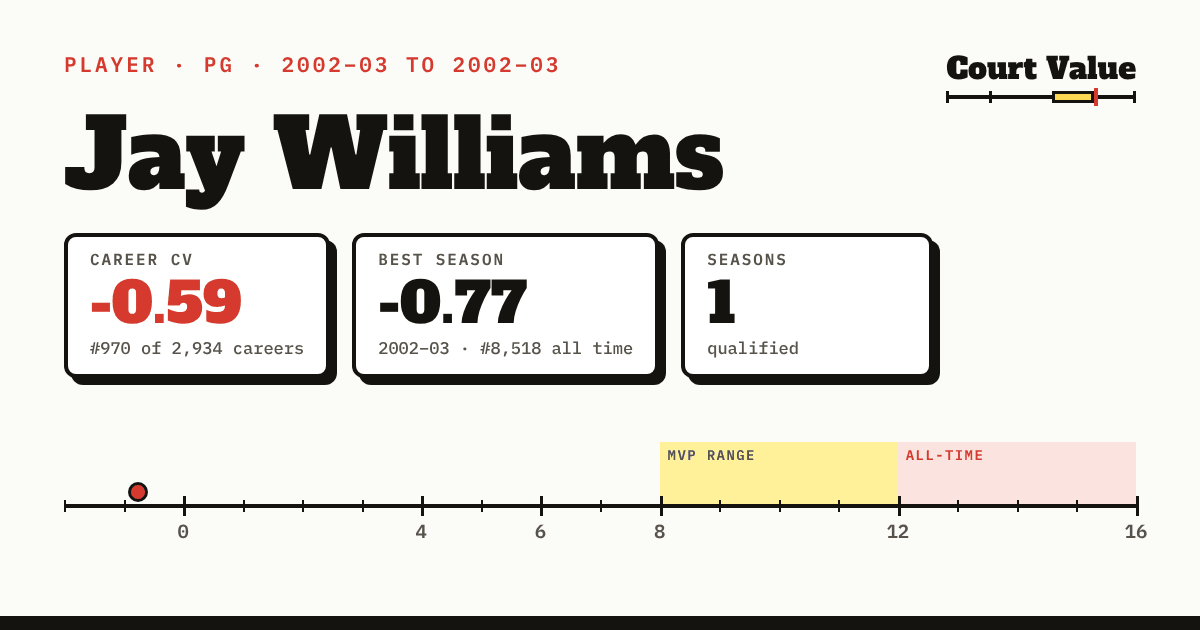 PLAYER · PG · 2002–03 TO 2002–03
Court Value
Jay Williams
CAREER CV
-0.59
#970 of 2,934 careers
BEST SEASON
-0.77
2002–03 · #8,518 all time
SEASONS
1
qualified
MVP RANGE
ALL-TIME
0 4 6 8 12 16